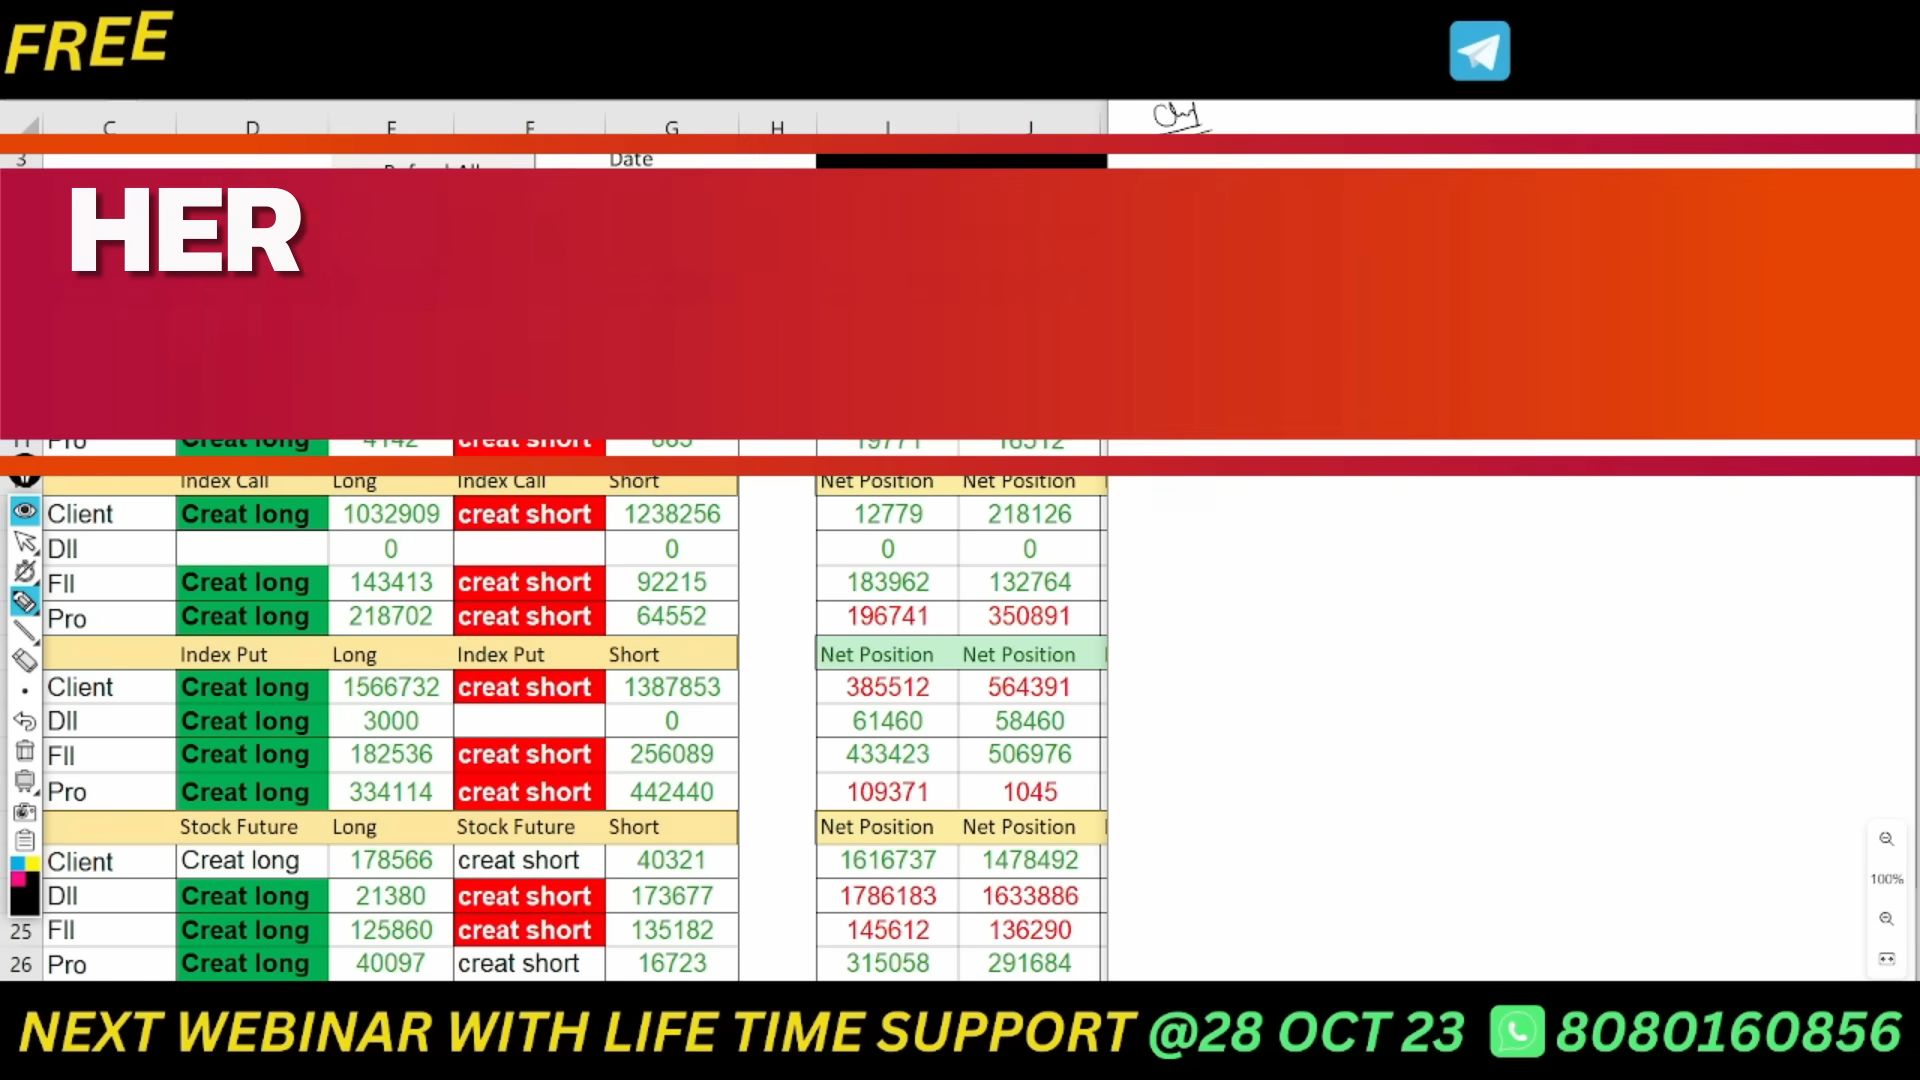 FREE
C D E F G H I J
3 Date
HER
Index Call Long Index Call Short Net Position Net Position
Client Creat long 1032909 creat short 1238256 12779 218126
DII 0 0 0 0
FII Creat long 143413 creat short 92215 183962 132764
Pro Creat long 218702 creat short 64552 196741 350891
Index Put Long Index Put Short Net Position Net Position
Client Creat long 1566732 creat short 1387853 385512 564391
DII Creat long 3000 0 61460 58460
FII Creat long 182536 creat short 256089 433423 506976
Pro Creat long 334114 creat short 442440 109371 1045
Stock Future Long Stock Future Short Net Position Net Position
Client Creat long 178566 creat short 40321 1616737 1478492
DII Creat long 21380 creat short 173677 1786183 1633886
25 FII Creat long 125860 creat short 135182 145612 136290
26 Pro Creat long 40097 creat short 16723 315058 291684
100%
NEXT WEBINAR WITH LIFE TIME SUPPORT @28 OCT 23 8080160856